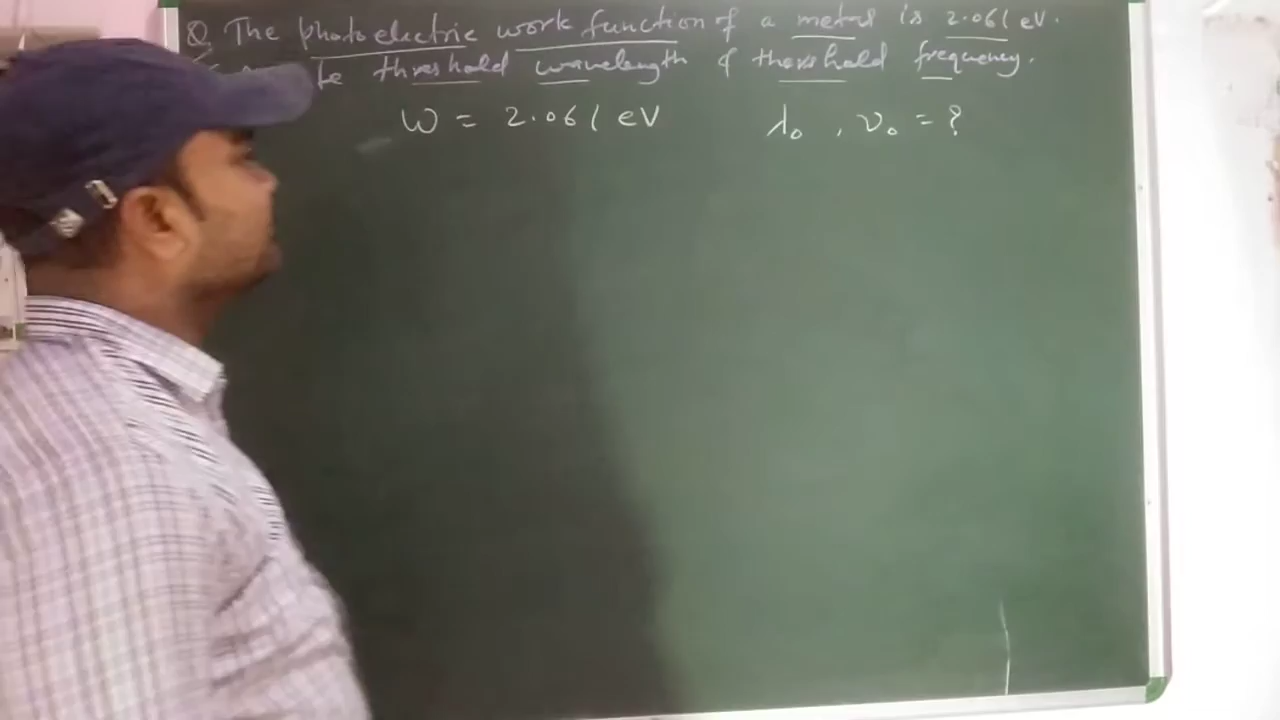 Q. The photoelectric work function of a metal is 2.061 eV.
threshold wavelength & threshold frequency.
W = 2.061 eV λ₀ , ν₀ = ?